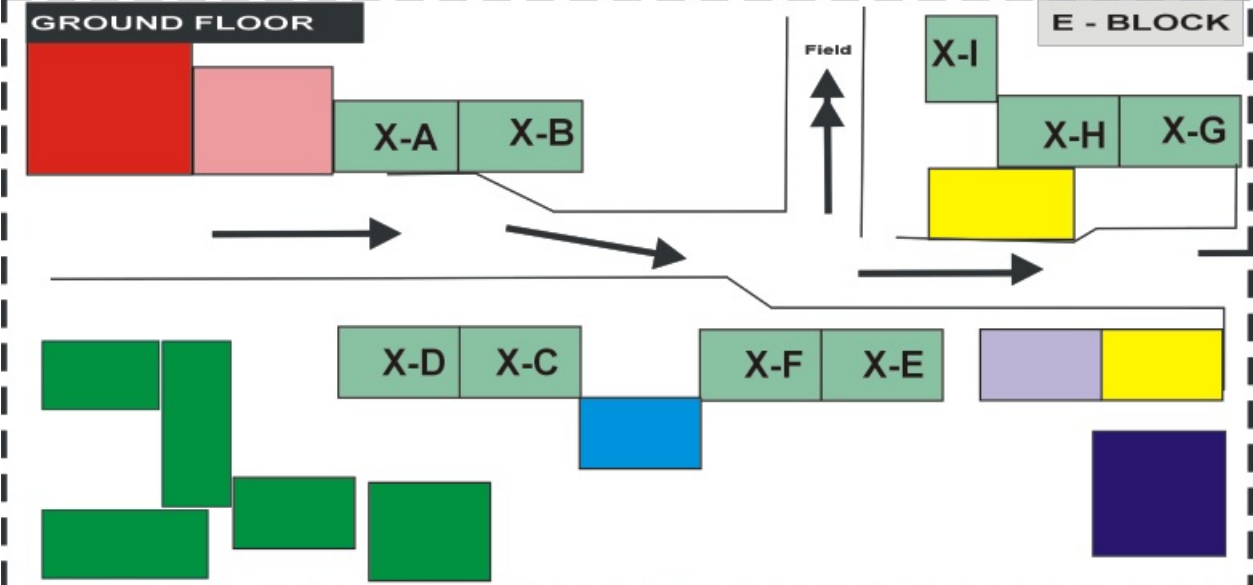 GROUND FLOOR
E - BLOCK
Field
X-I
X-A
X-B
X-H
X-G
X-D
X-C
X-F
X-E